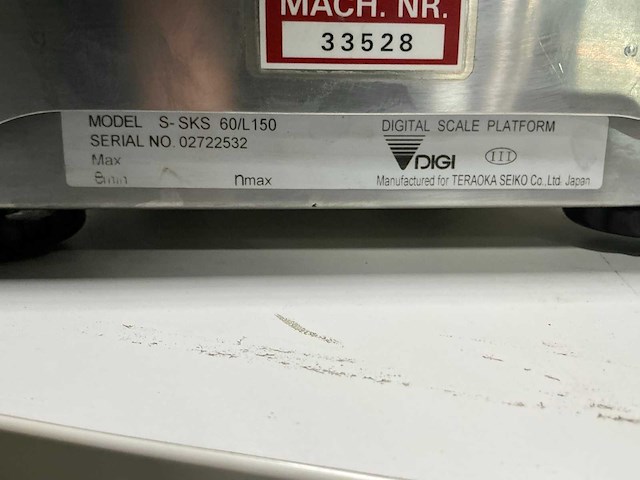 MACH. NR.
33528
MODEL S-SKS 60/L150
SERIAL NO. 02722532
Max
emin nmax
DIGITAL SCALE PLATFORM
DIGI III
Manufactured for TERAOKA SEIKO Co., Ltd. Japan